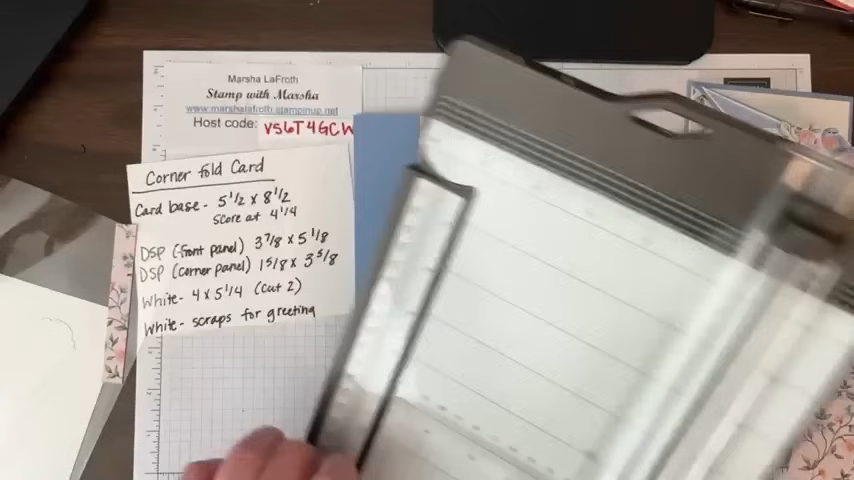 Marsha LaFroth
Stamp with Marsha
www.marshalafroth.stampinup.net
Host code: VS6T4GCW
Corner fold Card
Card base - 5 1/2 x 8 1/2
Score at 4 1/4
DSP (front panel) 3 7/8 x 5 1/8
DSP (corner panel) 1 5/8 x 3 5/8
White - 4 x 5 1/4 (cut 2)
White - scraps for greeting